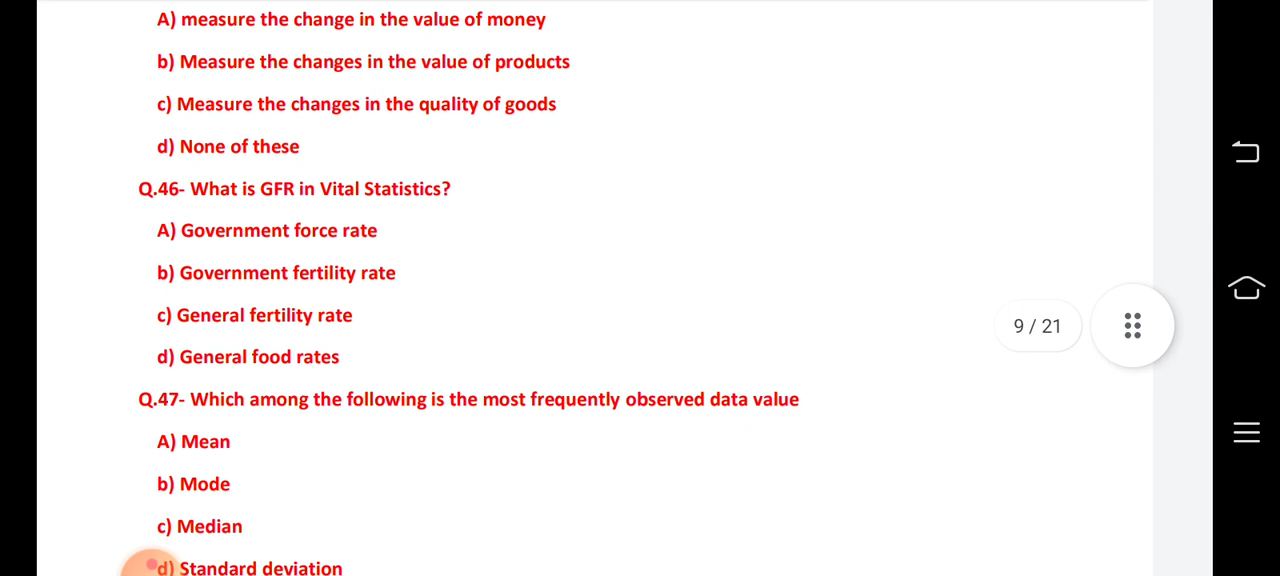 A) measure the change in the value of money
b) Measure the changes in the value of products
c) Measure the changes in the quality of goods
d) None of these
Q.46- What is GFR in Vital Statistics?
A) Government force rate
b) Government fertility rate
c) General fertility rate
d) General food rates
9 / 21
Q.47- Which among the following is the most frequently observed data value
A) Mean
b) Mode
c) Median
d) Standard deviation